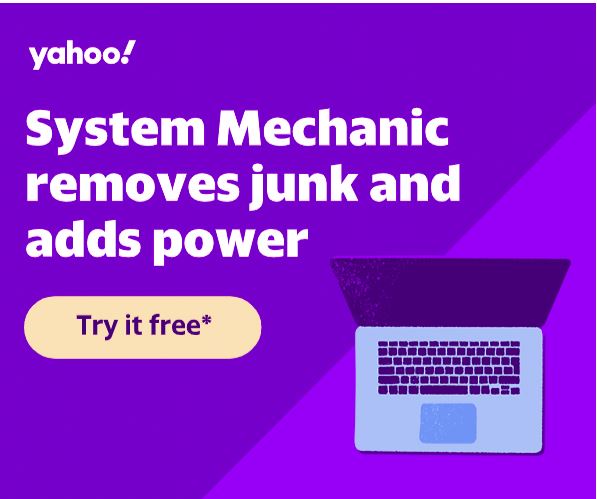 yahoo!
System Mechanic
removes junk and
adds power
Try it free*